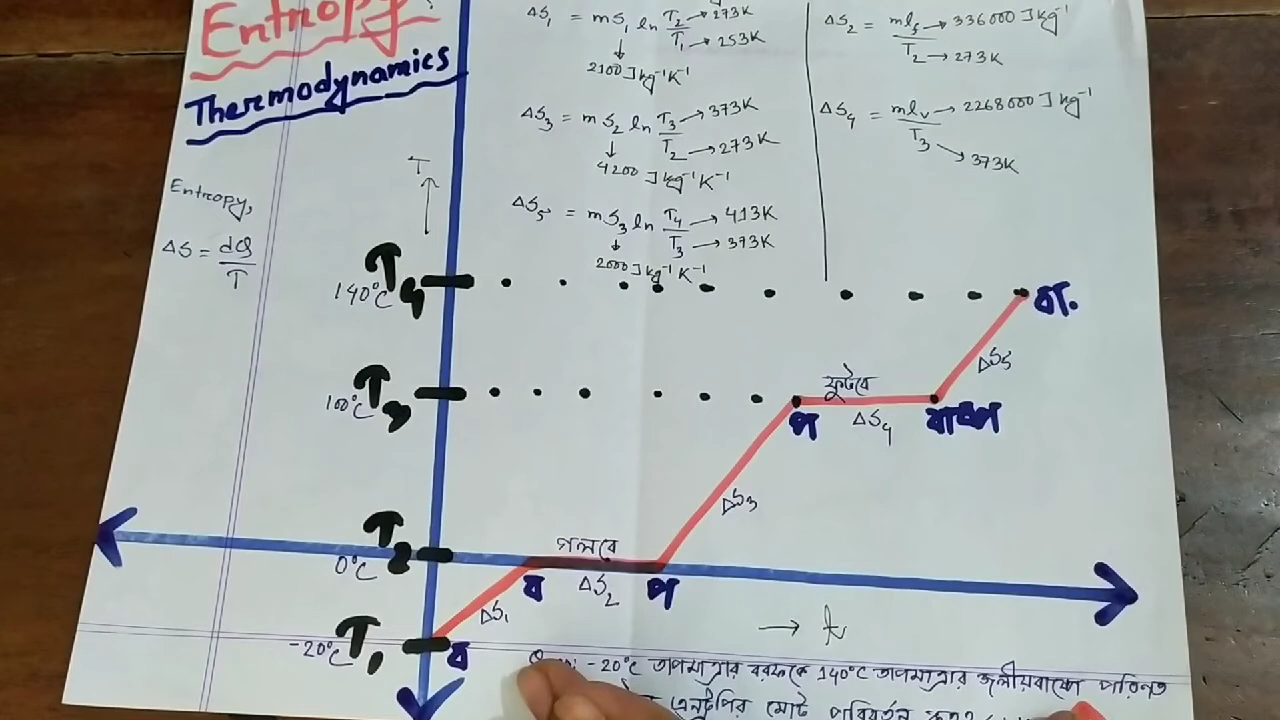 Entropy
Thermodynamics
Entropy,
ΔS = dQ/T
ΔS₁ = mS₁ ln T₂/T₁
→ 273K
→ 253K
2100 J kg⁻¹K⁻¹
ΔS₃ = mS₂ ln T₃/T₂
→ 373K
→ 273K
4200 J kg⁻¹K⁻¹
ΔS₅ = mS₃ ln T₄/T₃
→ 413K
→ 373K
2000 J kg⁻¹K⁻¹
ΔS₂ = mlf/T₂
→ 336000 J kg⁻¹
→ 273K
ΔS₄ = mlv/T₃
→ 2268000 J kg⁻¹
→ 373K
T
T₄
140°C
বা.
ΔS₅
T₃
100°C
ফুটবে
প
ΔS₄
বাষ্প
ΔS₃
T₂
0°C
গলবে
ব
ΔS₂
প
ΔS₁
→ t
T₁
-20°C
ব
-20°C তাপমাত্রার বরফকে 140°C তাপমাত্রার জলীয়বাষ্পে পরিণত
এনট্রপির মোট পরিবর্তন